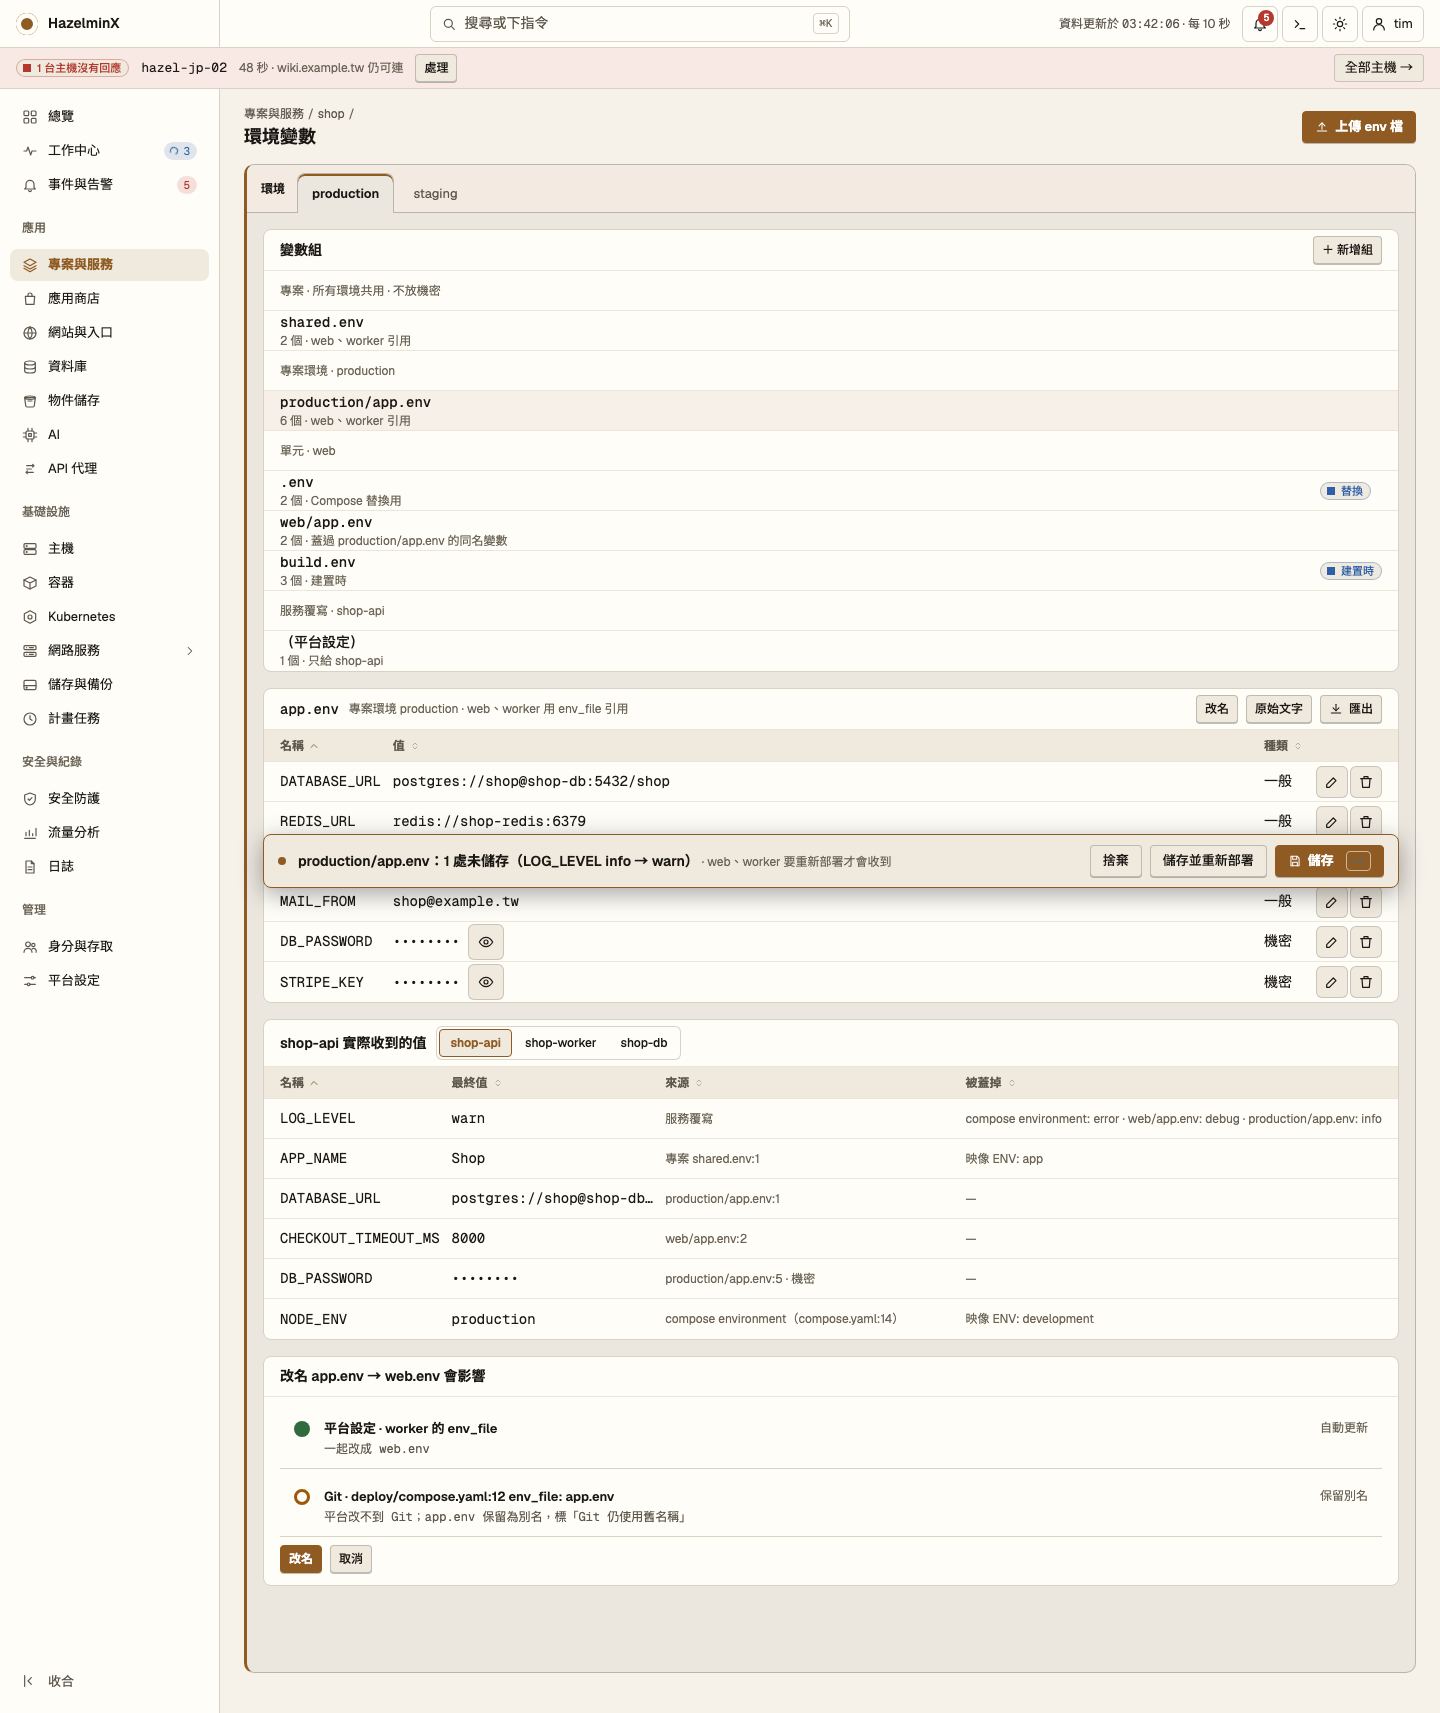 HazelminX
搜尋或下指令
⌘K
資料更新於 03:42:06 · 每 10 秒
5
tim
1 台主機沒有回應
hazel-jp-02
48 秒 · wiki.example.tw 仍可連
處理
全部主機 →
總覽
工作中心
3
事件與告警
5
應用
專案與服務
應用商店
網站與入口
資料庫
物件儲存
AI
API 代理
基礎設施
主機
容器
Kubernetes
網路服務
儲存與備份
計畫任務
安全與紀錄
安全防護
流量分析
日誌
管理
身分與存取
平台設定
收合
專案與服務 / shop /
環境變數
上傳 env 檔
環境
production
staging
變數組
新增組
專案 · 所有環境共用 · 不放機密
shared.env
2 個 · web、worker 引用
專案環境 · production
production/app.env
6 個 · web、worker 引用
單元 · web
.env
2 個 · Compose 替換用
替換
web/app.env
2 個 · 蓋過 production/app.env 的同名變數
build.env
3 個 · 建置時
建置時
服務覆寫 · shop-api
（平台設定）
1 個 · 只給 shop-api
app.env
專案環境 production · web、worker 用 env_file 引用
改名
原始文字
匯出
名稱
值
種類
DATABASE_URL
postgres://shop@shop-db:5432/shop
一般
REDIS_URL
redis://shop-redis:6379
一般
production/app.env：1 處未儲存（LOG_LEVEL info → warn）
· web、worker 要重新部署才會收到
捨棄
儲存並重新部署
儲存
MAIL_FROM
shop@example.tw
一般
DB_PASSWORD
••••••••
機密
STRIPE_KEY
••••••••
機密
shop-api 實際收到的值
shop-api
shop-worker
shop-db
名稱
最終值
來源
被蓋掉
LOG_LEVEL
warn
服務覆寫
compose environment: error · web/app.env: debug · production/app.env: info
APP_NAME
Shop
專案 shared.env:1
映像 ENV: app
DATABASE_URL
postgres://shop@shop-db…
production/app.env:1
—
CHECKOUT_TIMEOUT_MS
8000
web/app.env:2
—
DB_PASSWORD
••••••••
production/app.env:5 · 機密
—
NODE_ENV
production
compose environment（compose.yaml:14）
映像 ENV: development
改名 app.env → web.env 會影響
平台設定 · worker 的 env_file
一起改成 web.env
自動更新
Git · deploy/compose.yaml:12 env_file: app.env
平台改不到 Git；app.env 保留為別名，標「Git 仍使用舊名稱」
保留別名
改名
取消